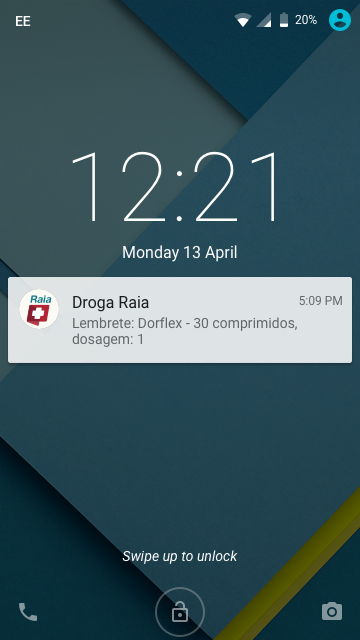 EE
20%
12:21
Monday 13 April
Raia
Droga Raia
5:09 PM
Lembrete: Dorflex - 30 comprimidos,
dosagem: 1
Swipe up to unlock